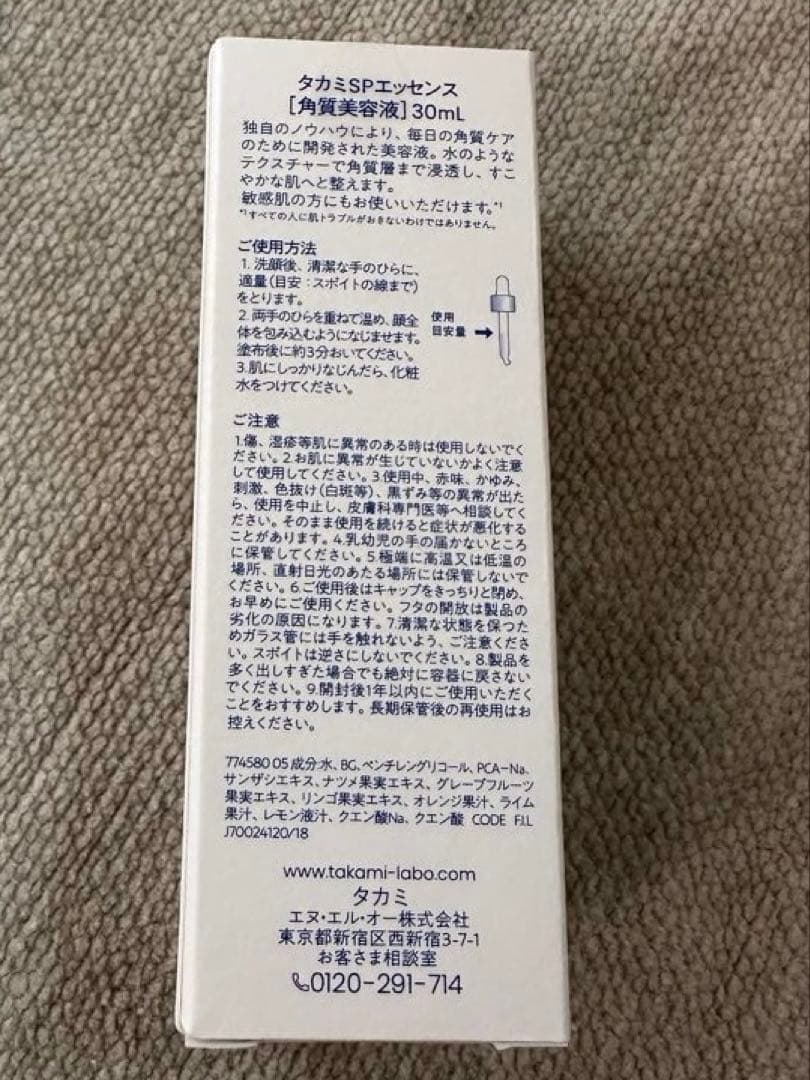 タカミSPエッセンス
[角質美容液]30mL
独自のノウハウにより、毎日の角質ケア
のために開発された美容液。水のような
テクスチャーで角質層まで浸透し、すこ
やかな肌へと整えます。
敏感肌の方にもお使いいただけます。*1
*1すべての人に肌トラブルがおきないわけではありません。
ご使用方法
1. 洗顔後、清潔な手のひらに、
適量(目安:スポイトの線まで)
をとります。
2. 両手のひらを重ねて温め、顔全
体を包み込むようになじませます。
塗布後に約3分おいてください。
3.肌にしっかりなじんだら、化粧
水をつけてください。
使用
目安量
ご注意
1.傷、湿疹等肌に異常のある時は使用しないでく
ださい。2.お肌に異常が生じていないかよく注意
して使用してください。3.使用中、赤味、かゆみ、
刺激、色抜け(白斑等)、黒ずみ等の異常が出た
ら、使用を中止し、皮膚科専門医等へ相談してく
ださい。そのまま使用を続けると症状が悪化する
ことがあります。4.乳幼児の手の届かないところ
に保管してください。5.極端に高温又は低温の
場所、直射日光のあたる場所には保管しないで
ください。6.ご使用後はキャップをきっちりと閉め、
お早めにご使用ください。フタの開放は製品の
劣化の原因になります。7.清潔な状態を保つた
めガラス管には手を触れないよう、ご注意くださ
い。スポイトは逆さにしないでください。8.製品を
多く出しすぎた場合でも絶対に容器に戻さない
でください。9.開封後1年以内にご使用いただく
ことをおすすめします。長期保管後の再使用はお
控えください。
774580 05 成分:水、BG、ペンチレングリコール、PCA-Na、
サンザシエキス、ナツメ果実エキス、グレープフルーツ
果実エキス、リンゴ果実エキス、オレンジ果汁、ライム
果汁、レモン液汁、クエン酸Na、クエン酸 CODE F.I.L
J70024120/18
www.takami-labo.com
タカミ
エヌ・エル・オー株式会社
東京都新宿区西新宿3-7-1
お客さま相談室
0120-291-714